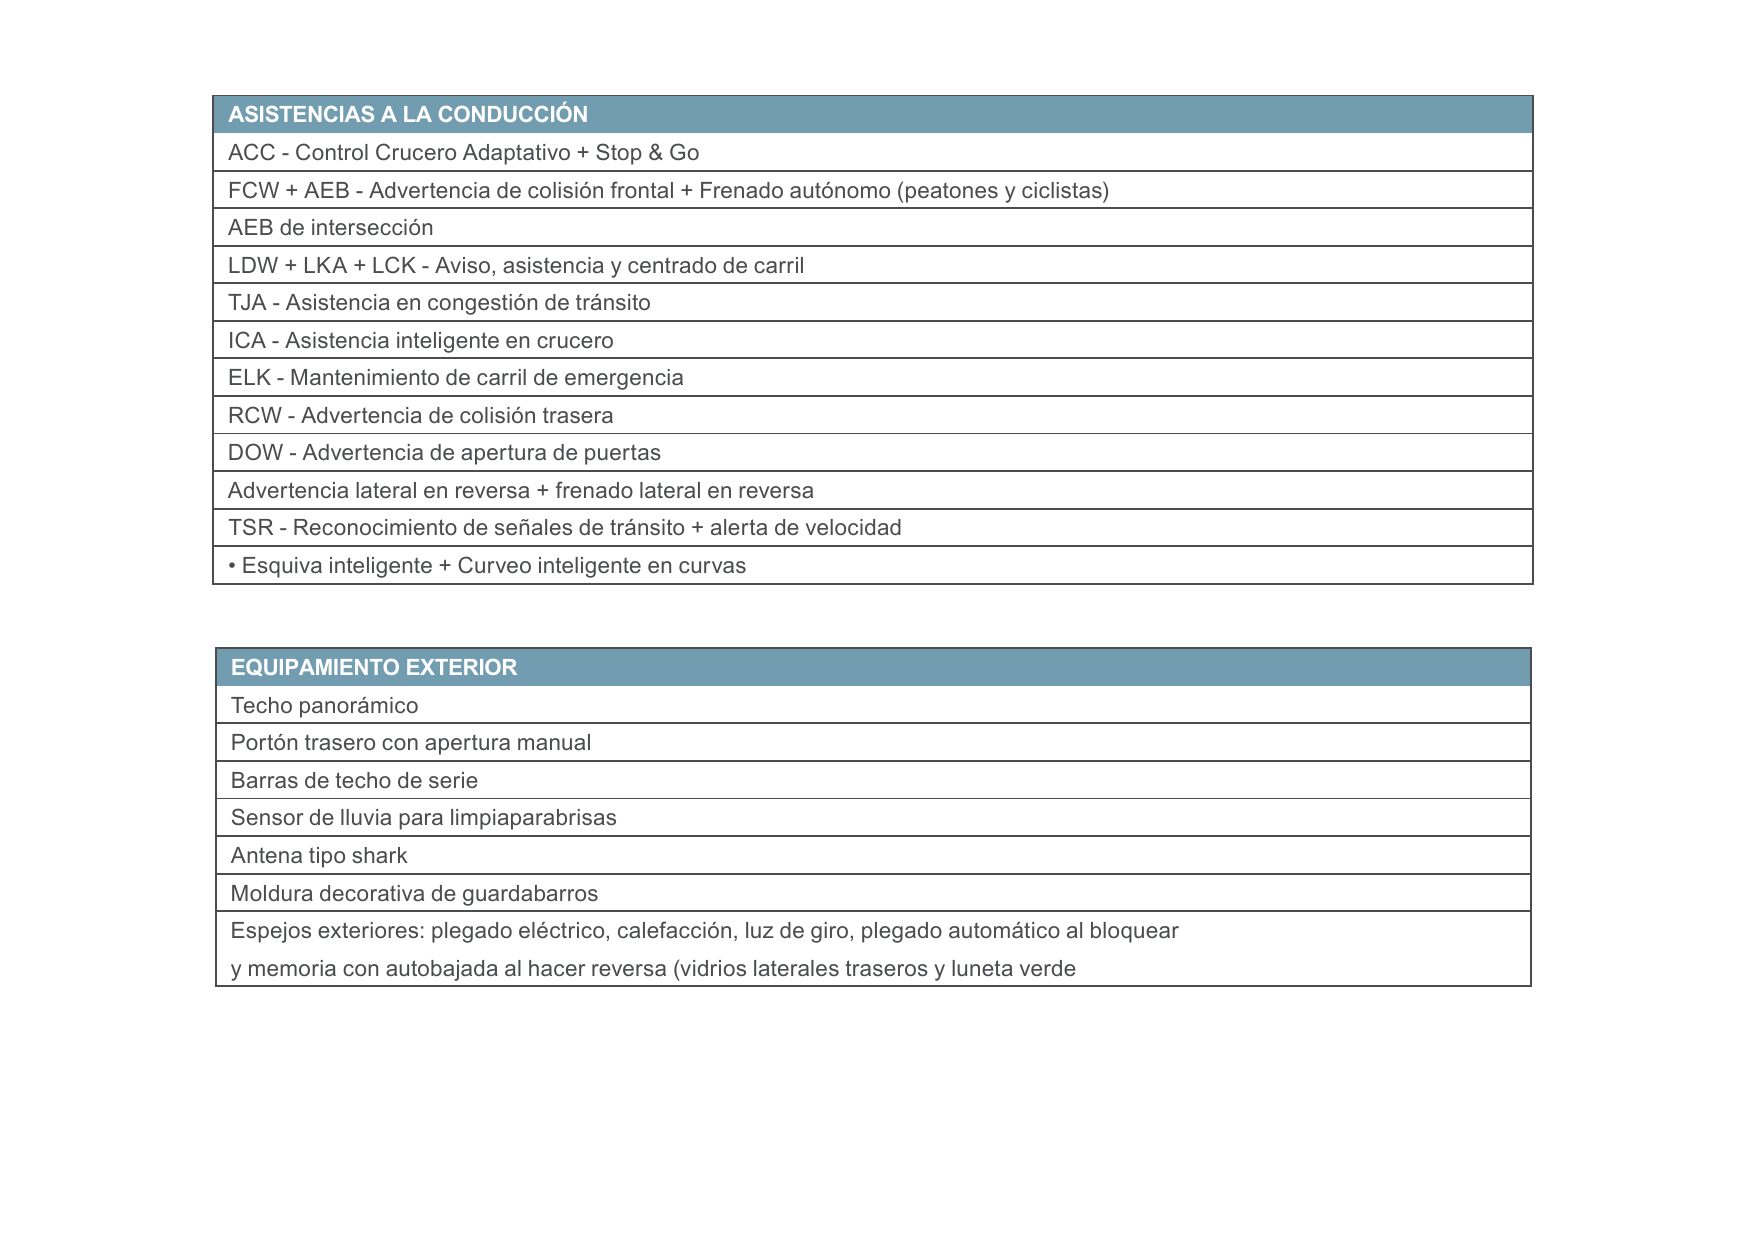 ASISTENCIAS A LA CONDUCCIÓN
ACC - Control Crucero Adaptativo + Stop & Go
FCW + AEB - Advertencia de colisión frontal + Frenado autónomo (peatones y ciclistas)
AEB de intersección
LDW + LKA + LCK - Aviso, asistencia y centrado de carril
TJA - Asistencia en congestión de tránsito
ICA - Asistencia inteligente en crucero
ELK - Mantenimiento de carril de emergencia
RCW - Advertencia de colisión trasera
DOW - Advertencia de apertura de puertas
Advertencia lateral en reversa + frenado lateral en reversa
TSR - Reconocimiento de señales de tránsito + alerta de velocidad
• Esquiva inteligente + Curveo inteligente en curvas
EQUIPAMIENTO EXTERIOR
Techo panorámico
Portón trasero con apertura manual
Barras de techo de serie
Sensor de lluvia para limpiaparabrisas
Antena tipo shark
Moldura decorativa de guardabarros
Espejos exteriores: plegado eléctrico, calefacción, luz de giro, plegado automático al bloquear
y memoria con autobajada al hacer reversa (vidrios laterales traseros y luneta verde